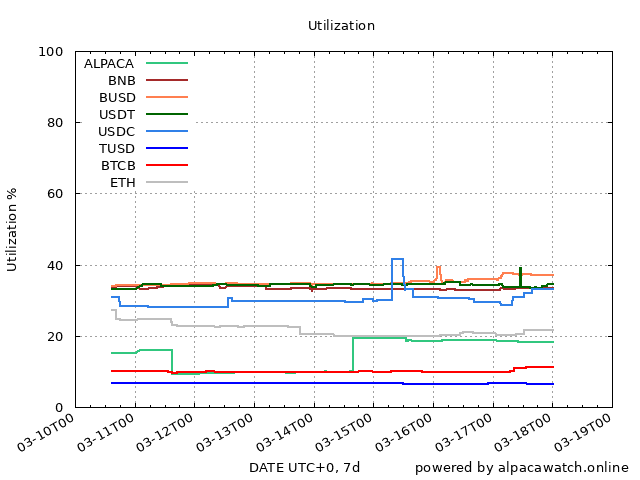 Utilization
100
80
60
40
20
0
Utilization %
ALPACA
BNB
BUSD
USDT
USDC
TUSD
BTCB
ETH
03-10T00
03-11T00
03-12T00
03-13T00
03-14T00
03-15T00
03-16T00
03-17T00
03-18T00
03-19T00
DATE UTC+0, 7d
powered by alpacawatch.online